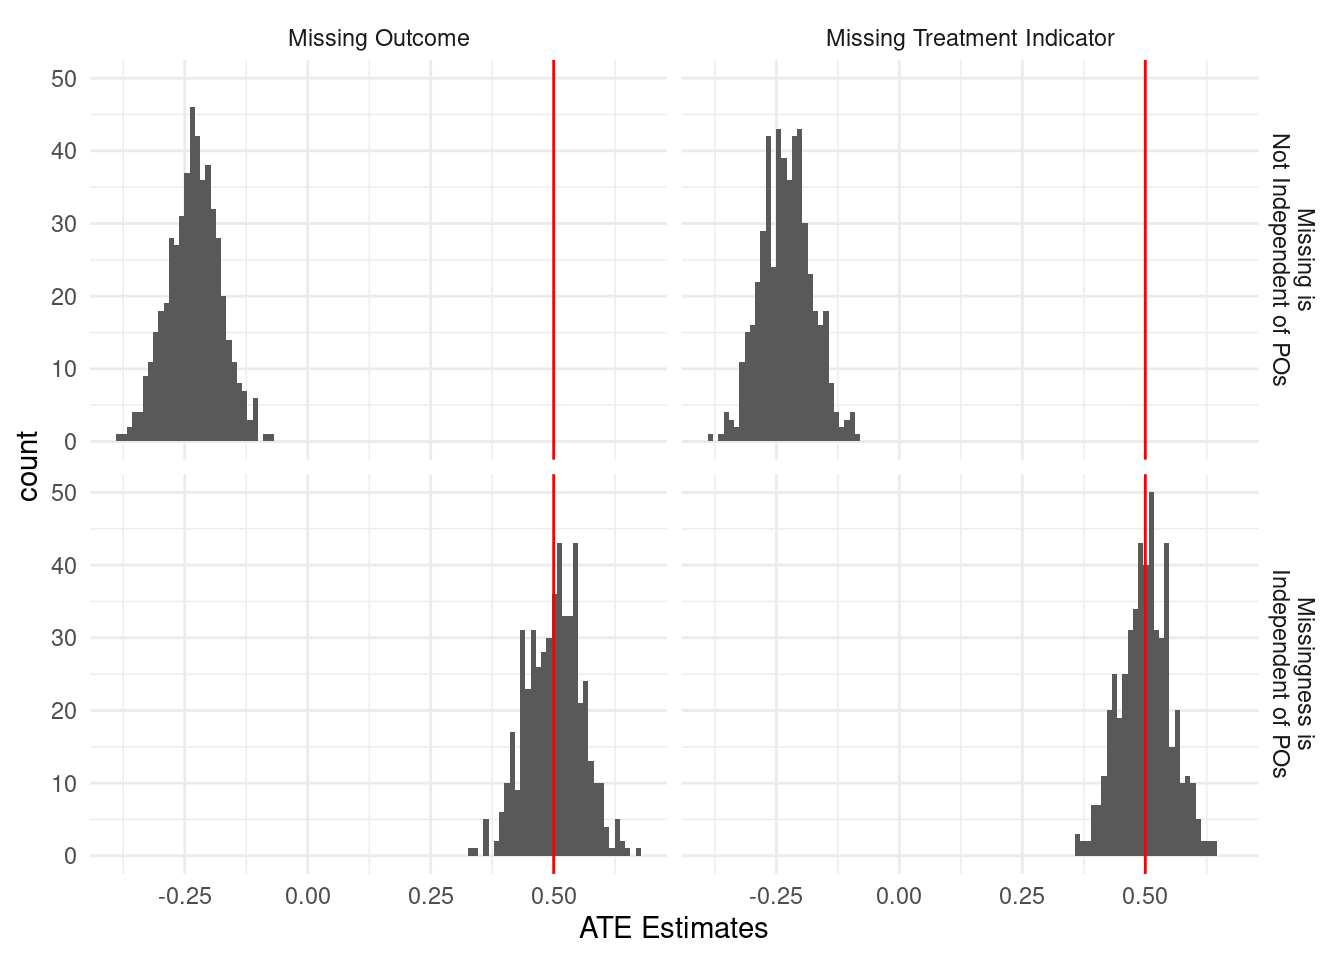 Missing Outcome
Missing Treatment Indicator
50
40
30
20
10
0
Missing is
Not Independent of POs
count
50
40
30
20
10
0
Missingness is
Independent of POs
-0.25
0.00
0.25
0.50
-0.25
0.00
0.25
0.50
ATE Estimates